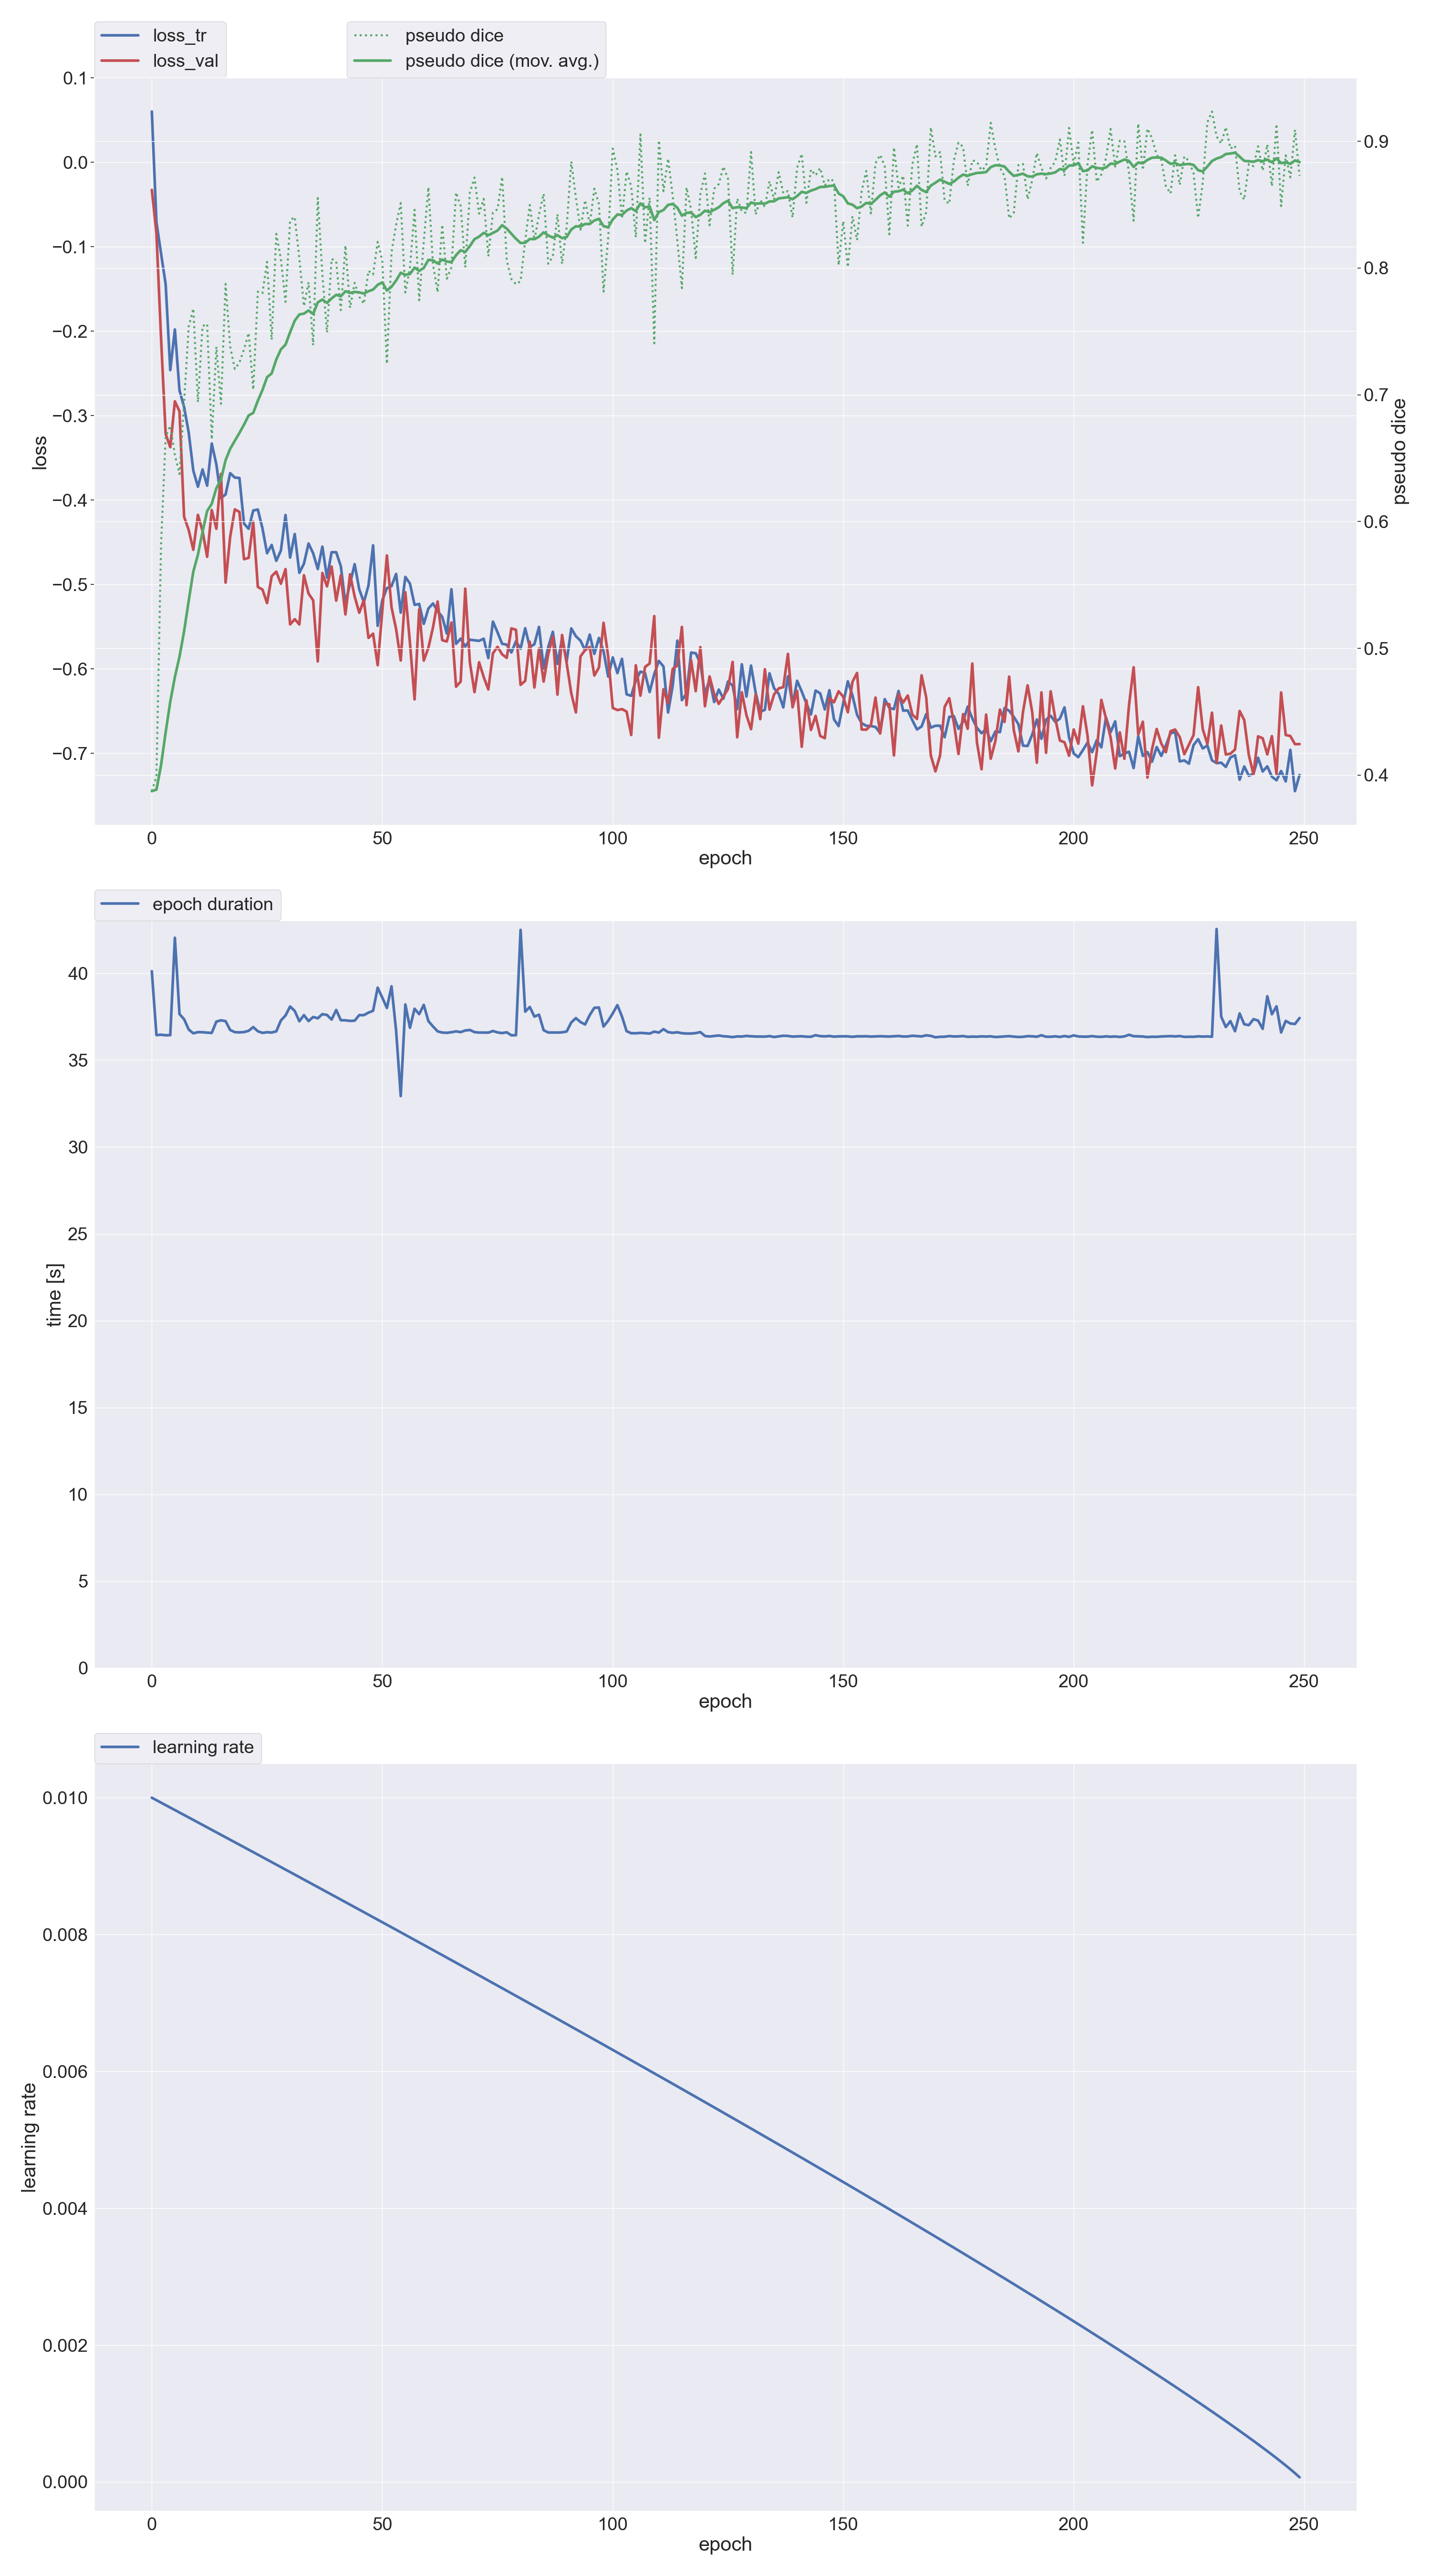 loss_tr
loss_val
pseudo dice
pseudo dice (mov. avg.)
0.1
0.0
−0.1
−0.2
−0.3
−0.4
−0.5
−0.6
−0.7
loss
0.9
0.8
0.7
0.6
0.5
0.4
pseudo dice
0 50 100 150 200 250
epoch
epoch duration
40
35
30
25
20
15
10
5
0
time [s]
0 50 100 150 200 250
epoch
learning rate
0.010
0.008
0.006
0.004
0.002
0.000
learning rate
0 50 100 150 200 250
epoch